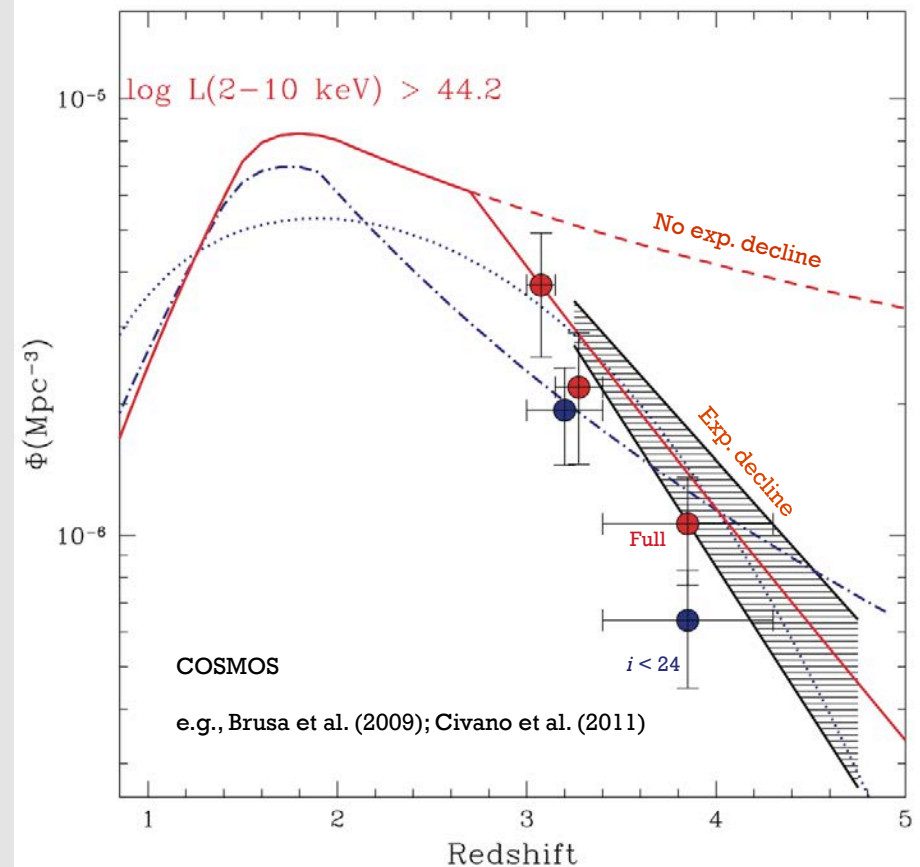 log L(2−10 keV) > 44.2
10⁻⁵
No exp. decline
Φ(Mpc⁻³)
Exp. decline
10⁻⁶
Full
i < 24
COSMOS
e.g., Brusa et al. (2009); Civano et al. (2011)
1 2 3 4 5
Redshift